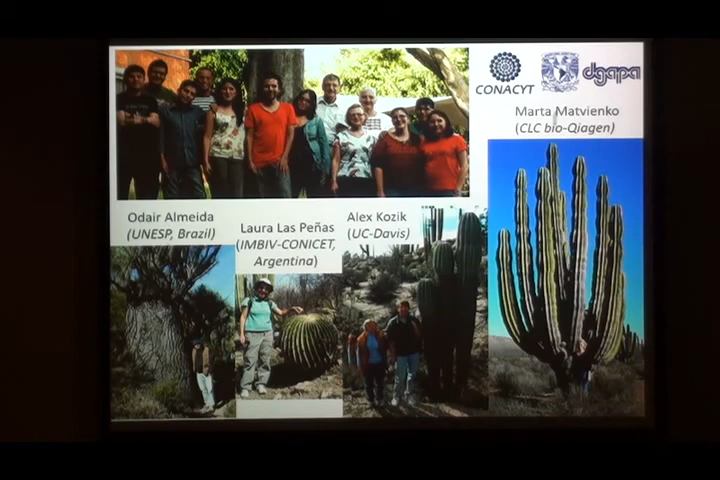 CONACYT
dgapa
Marta Matvienko
(CLC bio-Qiagen)
Odair Almeida
(UNESP, Brazil)
Laura Las Peñas
(IMBIV-CONICET,
Argentina)
Alex Kozik
(UC-Davis)